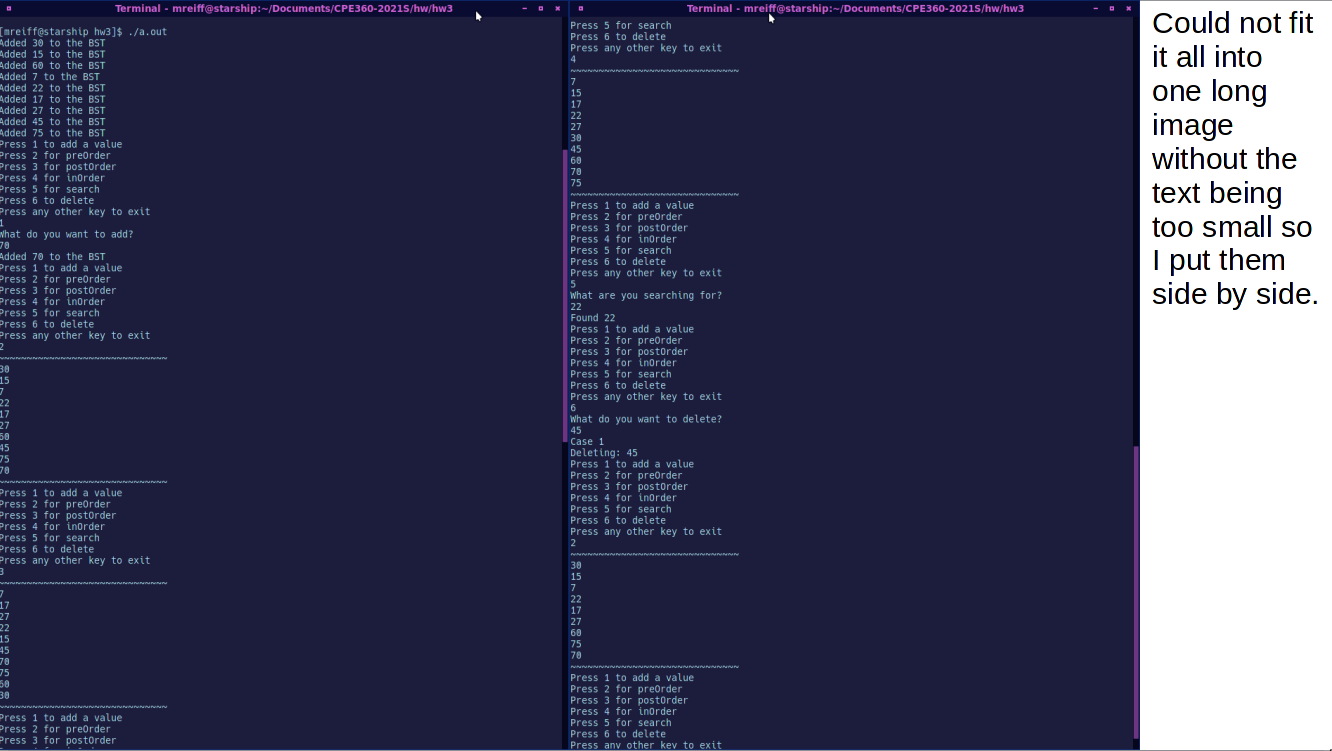 Terminal - mreiff@starship:~/Documents/CPE360-2021S/hw/hw3
[mreiff@starship hw3]$ ./a.out
Added 30 to the BST
Added 15 to the BST
Added 60 to the BST
Added 7 to the BST
Added 22 to the BST
Added 17 to the BST
Added 27 to the BST
Added 45 to the BST
Added 75 to the BST
Press 1 to add a value
Press 2 for preOrder
Press 3 for postOrder
Press 4 for inOrder
Press 5 for search
Press 6 to delete
Press any other key to exit
1
What do you want to add?
70
Added 70 to the BST
Press 1 to add a value
Press 2 for preOrder
Press 3 for postOrder
Press 4 for inOrder
Press 5 for search
Press 6 to delete
Press any other key to exit
2
~~~~~~~~~~~~~~~~~~~~~~~~~~~~~~
30
15
7
22
17
27
60
45
75
70
~~~~~~~~~~~~~~~~~~~~~~~~~~~~~~
Press 1 to add a value
Press 2 for preOrder
Press 3 for postOrder
Press 4 for inOrder
Press 5 for search
Press 6 to delete
Press any other key to exit
3
~~~~~~~~~~~~~~~~~~~~~~~~~~~~~~
7
17
27
22
15
45
70
75
60
30
~~~~~~~~~~~~~~~~~~~~~~~~~~~~~~
Press 1 to add a value
Press 2 for preOrder
Press 3 for postOrder
Terminal - mreiff@starship:~/Documents/CPE360-2021S/hw/hw3
Press 5 for search
Press 6 to delete
Press any other key to exit
4
~~~~~~~~~~~~~~~~~~~~~~~~~~~~~~
7
15
17
22
27
30
45
60
70
75
~~~~~~~~~~~~~~~~~~~~~~~~~~~~~~
Press 1 to add a value
Press 2 for preOrder
Press 3 for postOrder
Press 4 for inOrder
Press 5 for search
Press 6 to delete
Press any other key to exit
5
What are you searching for?
22
Found 22
Press 1 to add a value
Press 2 for preOrder
Press 3 for postOrder
Press 4 for inOrder
Press 5 for search
Press 6 to delete
Press any other key to exit
6
What do you want to delete?
45
Case 1
Deleting: 45
Press 1 to add a value
Press 2 for preOrder
Press 3 for postOrder
Press 4 for inOrder
Press 5 for search
Press 6 to delete
Press any other key to exit
2
~~~~~~~~~~~~~~~~~~~~~~~~~~~~~~
30
15
7
22
17
27
60
75
70
~~~~~~~~~~~~~~~~~~~~~~~~~~~~~~
Press 1 to add a value
Press 2 for preOrder
Press 3 for postOrder
Press 4 for inOrder
Press 5 for search
Press 6 to delete
Press any other key to exit
Could not fit
it all into
one long
image
without the
text being
too small so
I put them
side by side.